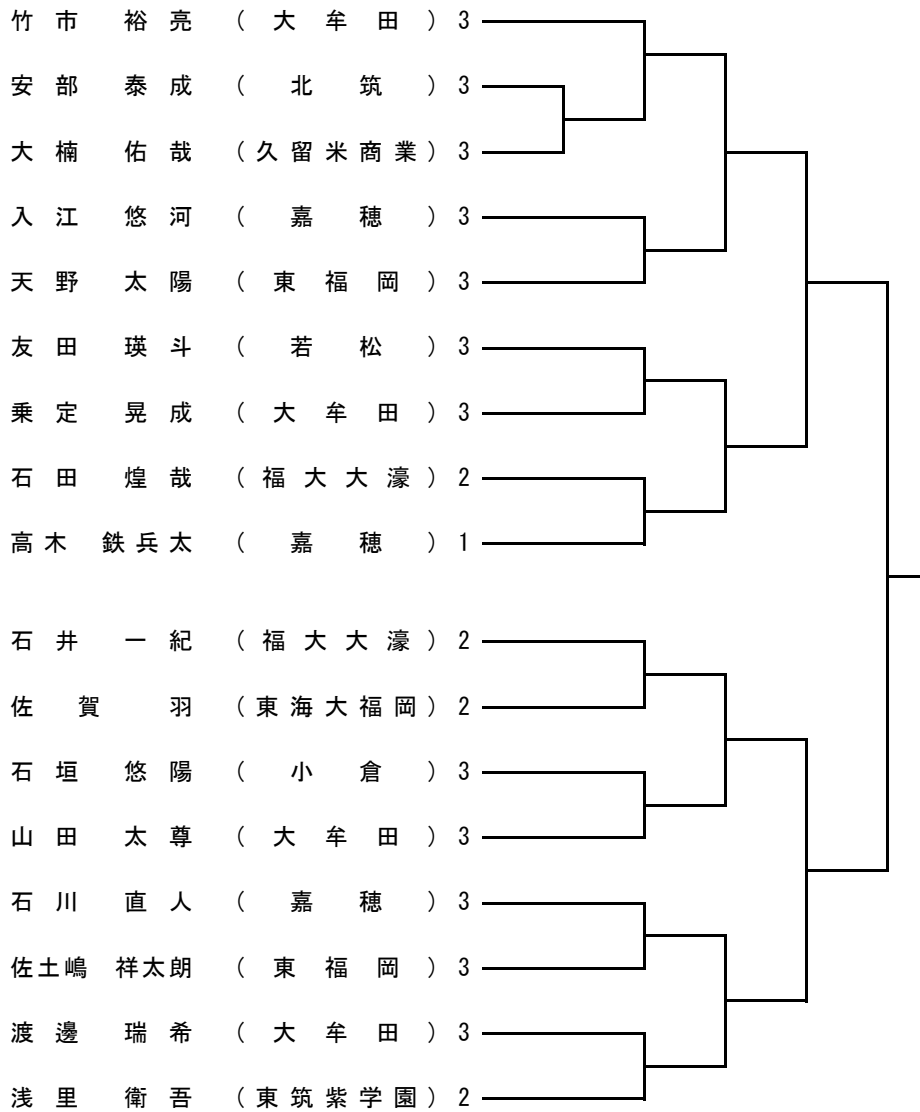 竹市 裕亮 (大牟田) 3
安部 泰成 (北筑) 3
大楠 佑哉 (久留米商業) 3
入江 悠河 (嘉穂) 3
天野 太陽 (東福岡) 3
友田 瑛斗 (若松) 3
乗定 晃成 (大牟田) 3
石田 煌哉 (福大大濠) 2
高木 鉄兵太 (嘉穂) 1
石井 一紀 (福大大濠) 2
佐賀 羽 (東海大福岡) 2
石垣 悠陽 (小倉) 3
山田 太尊 (大牟田) 3
石川 直人 (嘉穂) 3
佐土嶋 祥太朗 (東福岡) 3
渡邊 瑞希 (大牟田) 3
浅里 衛吾 (東筑紫学園) 2